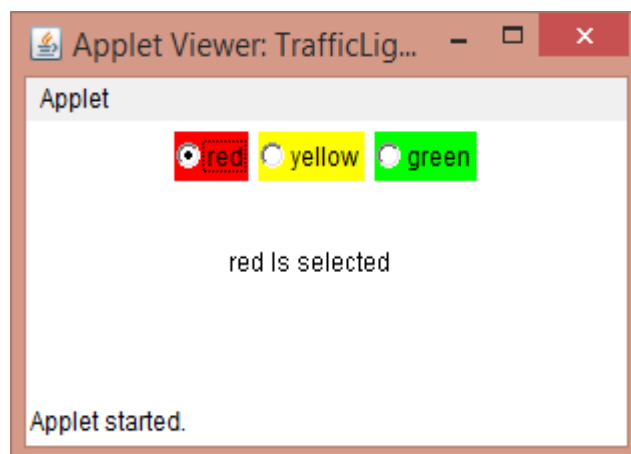 Applet Viewer: TrafficLig...
Applet
red yellow green
red Is selected
Applet started.